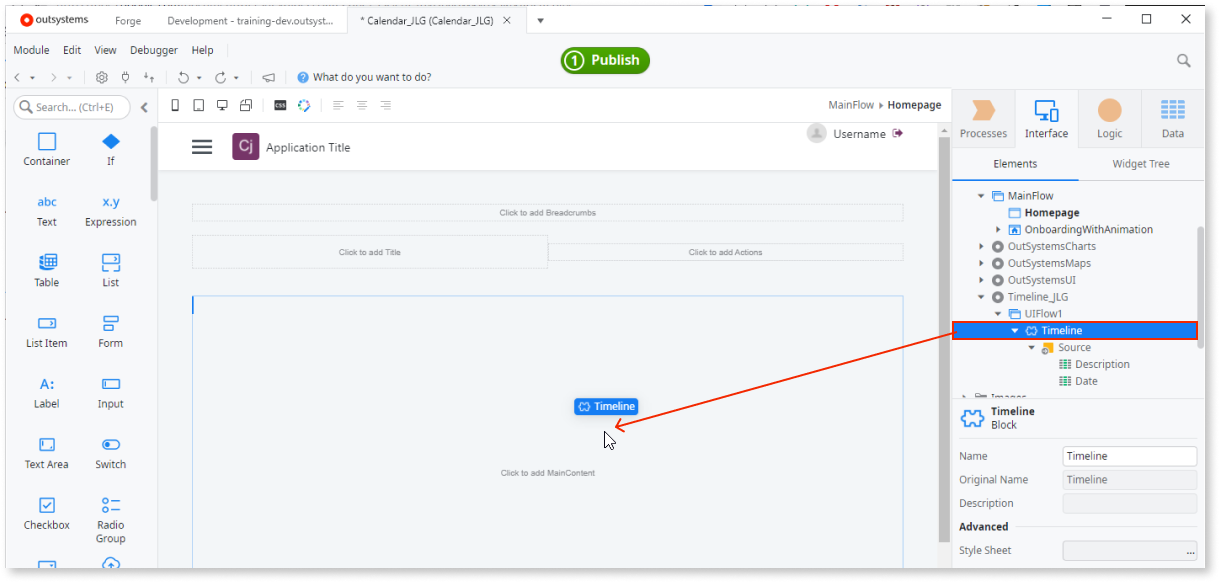 outsystems
Forge
Development - training-dev.outsyst...
* Calendar_JLG (Calendar_JLG)
Module Edit View Debugger Help
1 Publish
What do you want to do?
Search... (Ctrl+E)
CSS
MainFlow Homepage
Processes Interface Logic Data
Container If
Cj Application Title
Username
Elements Widget Tree
abc x.y
Text Expression
Click to add Breadcrumbs
Click to add Title
Click to add Actions
MainFlow
Homepage
OnboardingWithAnimation
OutSystemsCharts
OutSystemsMaps
OutSystemsUI
Timeline_JLG
UIFlow1
Timeline
Source
Description
Date
Images
Table List
List Item Form
A:
Label Input
Text Area Switch
Checkbox Radio
Group
Timeline
Click to add MainContent
Timeline
Block
Name Timeline
Original Name Timeline
Description
Advanced
Style Sheet ...